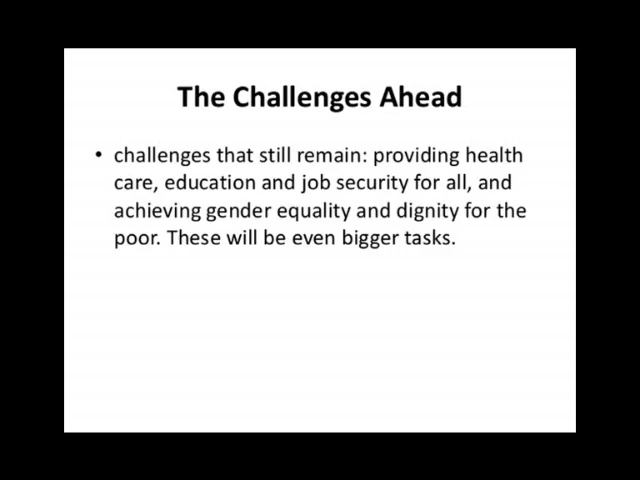 The Challenges Ahead
• challenges that still remain: providing health
care, education and job security for all, and
achieving gender equality and dignity for the
poor. These will be even bigger tasks.